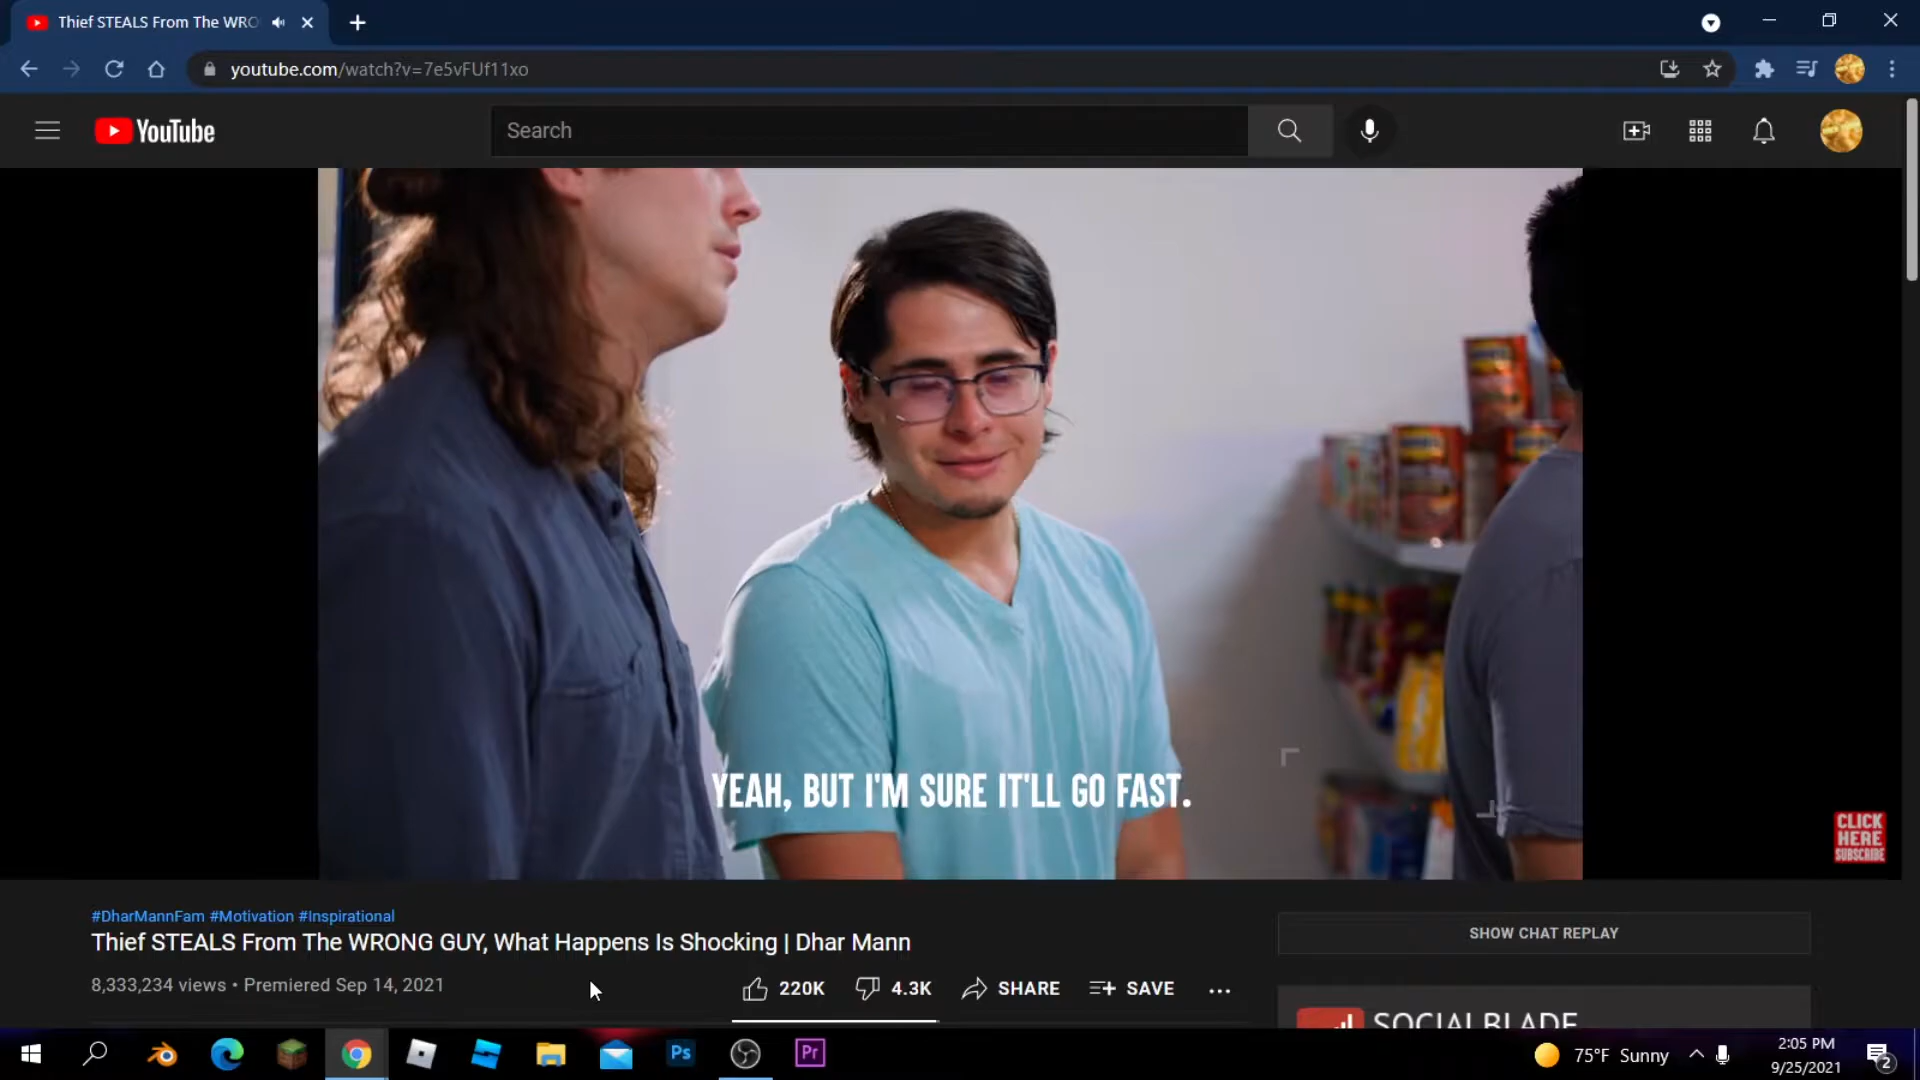 Thief STEALS From The WRO
youtube.com/watch?v=7e5vFUf11xo
YouTube
Search
YEAH, BUT I'M SURE IT'LL GO FAST.
CLICK
HERE
SUBSCRIBE
#DharMannFam #Motivation #Inspirational
Thief STEALS From The WRONG GUY, What Happens Is Shocking | Dhar Mann
8,333,234 views • Premiered Sep 14, 2021
220K
4.3K
SHARE
SAVE
SHOW CHAT REPLAY
SOCIALBLADE
Ps
Pr
75°F Sunny
2:05 PM
9/25/2021
2